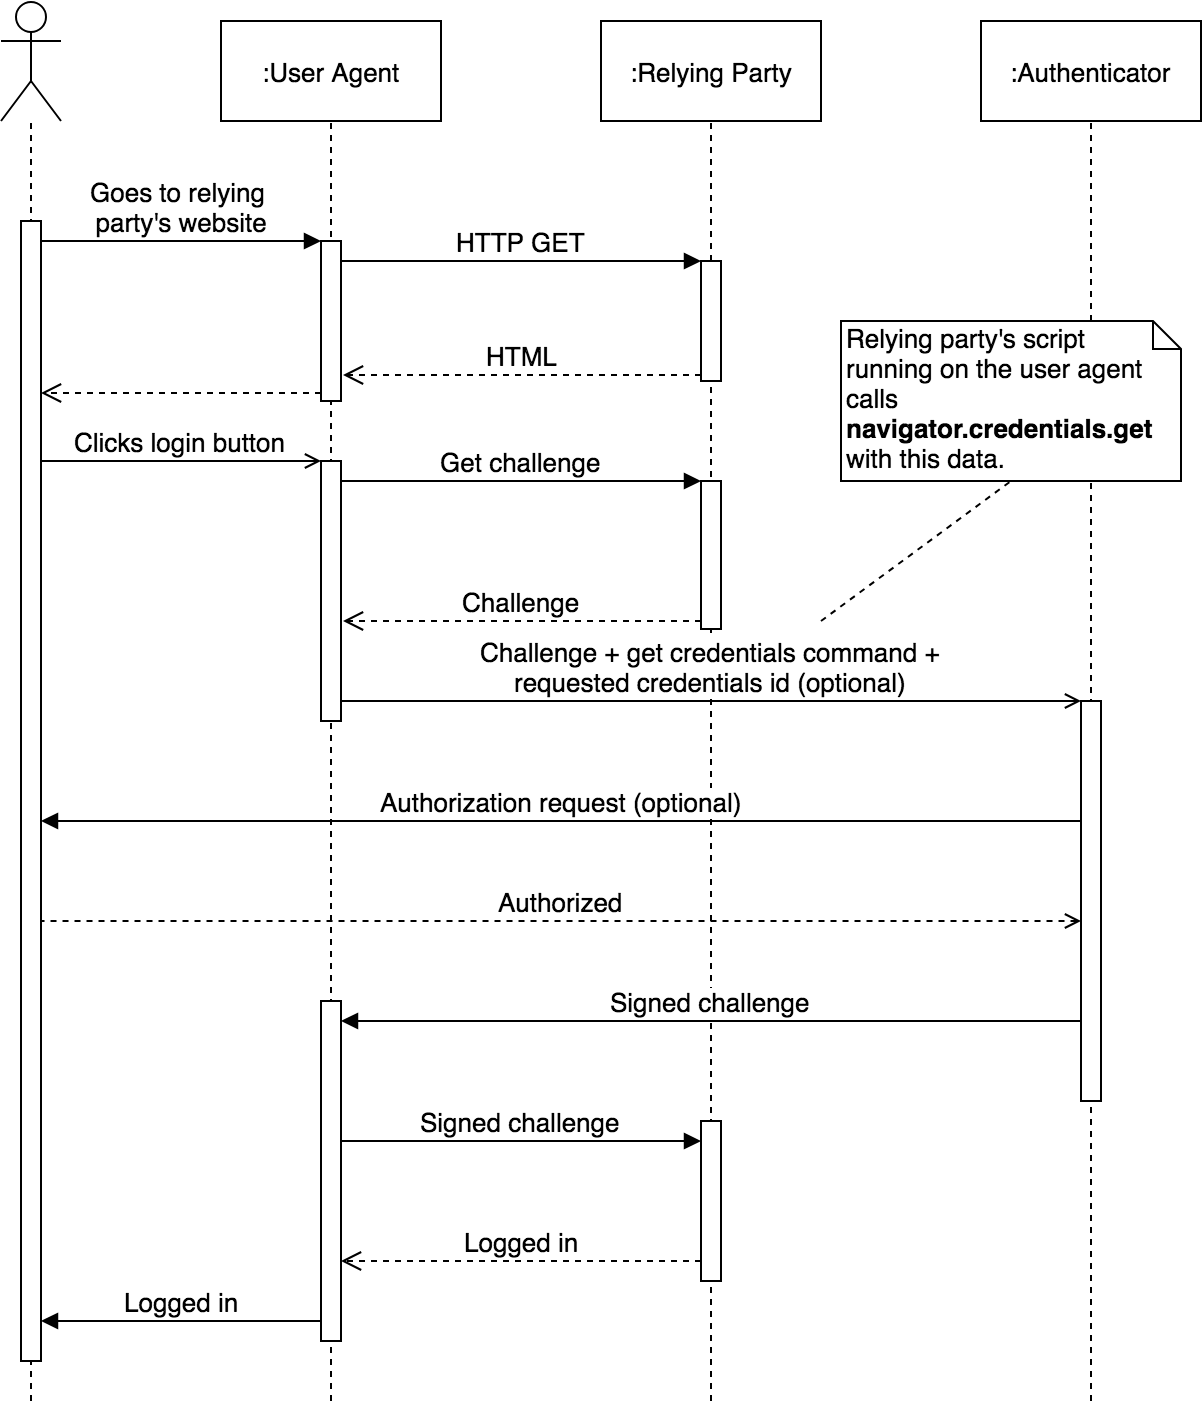 :User Agent
:Relying Party
:Authenticator
Goes to relying
party's website
HTTP GET
HTML
Relying party's script
running on the user agent
calls
navigator.credentials.get
with this data.
Clicks login button
Get challenge
Challenge
Challenge + get credentials command +
requested credentials id (optional)
Authorization request (optional)
Authorized
Signed challenge
Signed challenge
Logged in
Logged in